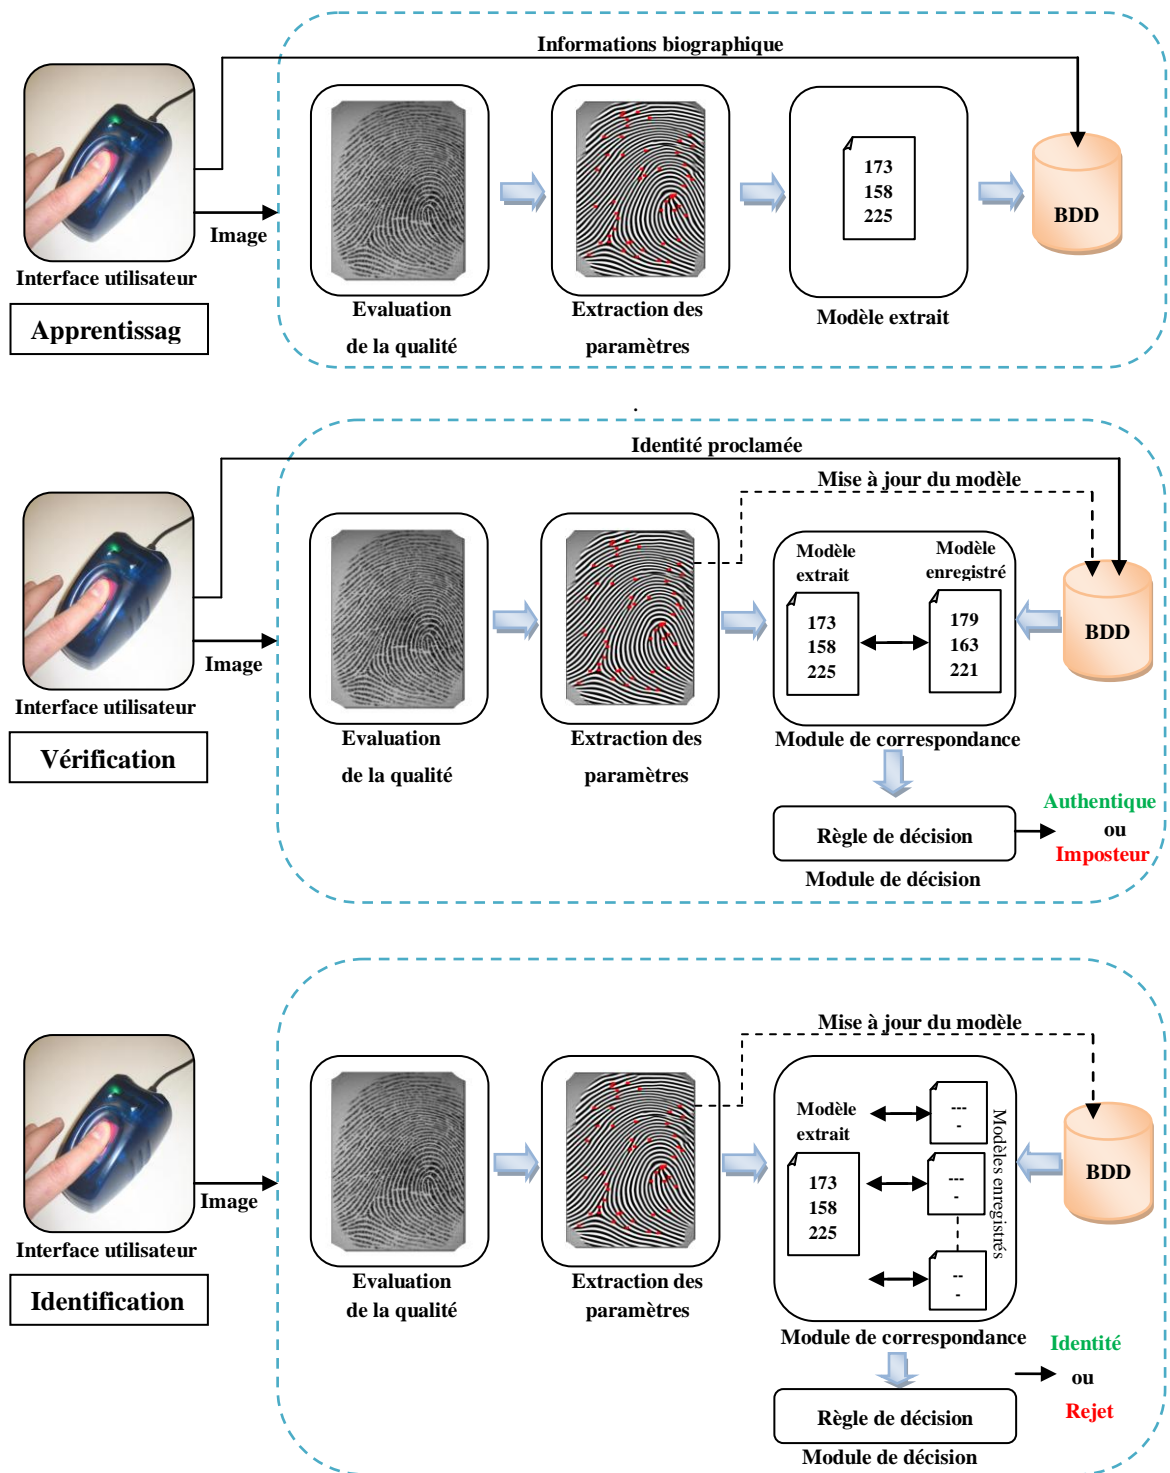 Informations biographique
Image
Interface utilisateur
Apprentissag
Evaluation
de la qualité
Extraction des
paramètres
173
158
225
Modèle extrait
BDD
.
Identité proclamée
Mise à jour du modèle
Image
Interface utilisateur
Vérification
Evaluation
de la qualité
Extraction des
paramètres
Modèle
extrait
173
158
225
Modèle
enregistré
179
163
221
BDD
Module de correspondance
Règle de décision
Module de décision
Authentique
ou
Imposteur
Mise à jour du modèle
Image
Interface utilisateur
Identification
Evaluation
de la qualité
Extraction des
paramètres
Modèle
extrait
173
158
225
---
-
---
-
--
-
Modèles enregistrés
BDD
Module de correspondance
Règle de décision
Module de décision
Identité
ou
Rejet